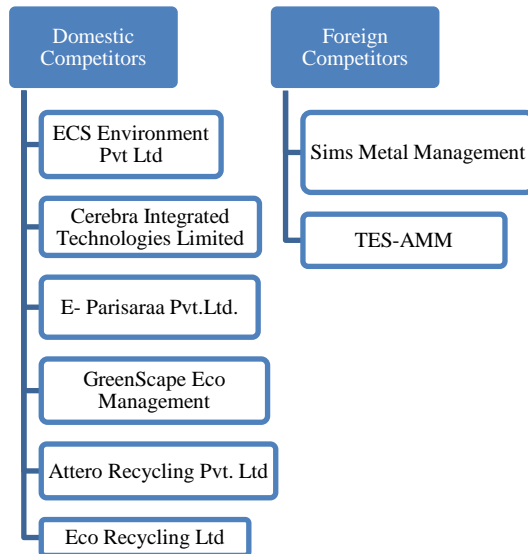 Domestic
Competitors
ECS Environment
Pvt Ltd
Cerebra Integrated
Technologies Limited
E- Parisaraa Pvt.Ltd.
GreenScape Eco
Management
Attero Recycling Pvt. Ltd
Eco Recycling Ltd
Foreign
Competitors
Sims Metal Management
TES-AMM